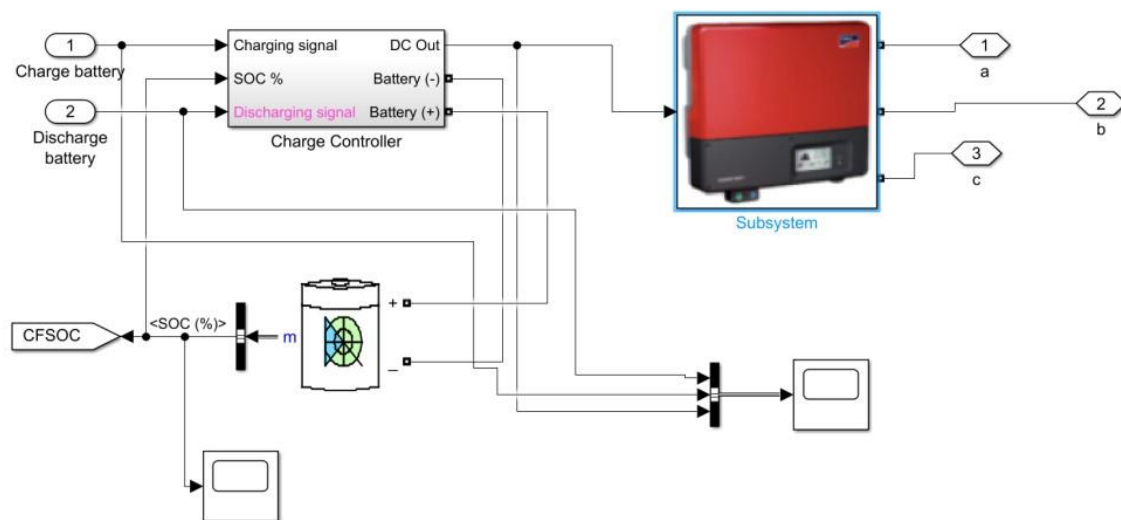 1
Charge battery
2
Discharge
battery
Charging signal
SOC %
Discharging signal
DC Out
Battery (-)
Battery (+)
Charge Controller
Subsystem
1
a
2
b
3
c
CFSOC
<SOC (%)>
m
+
_